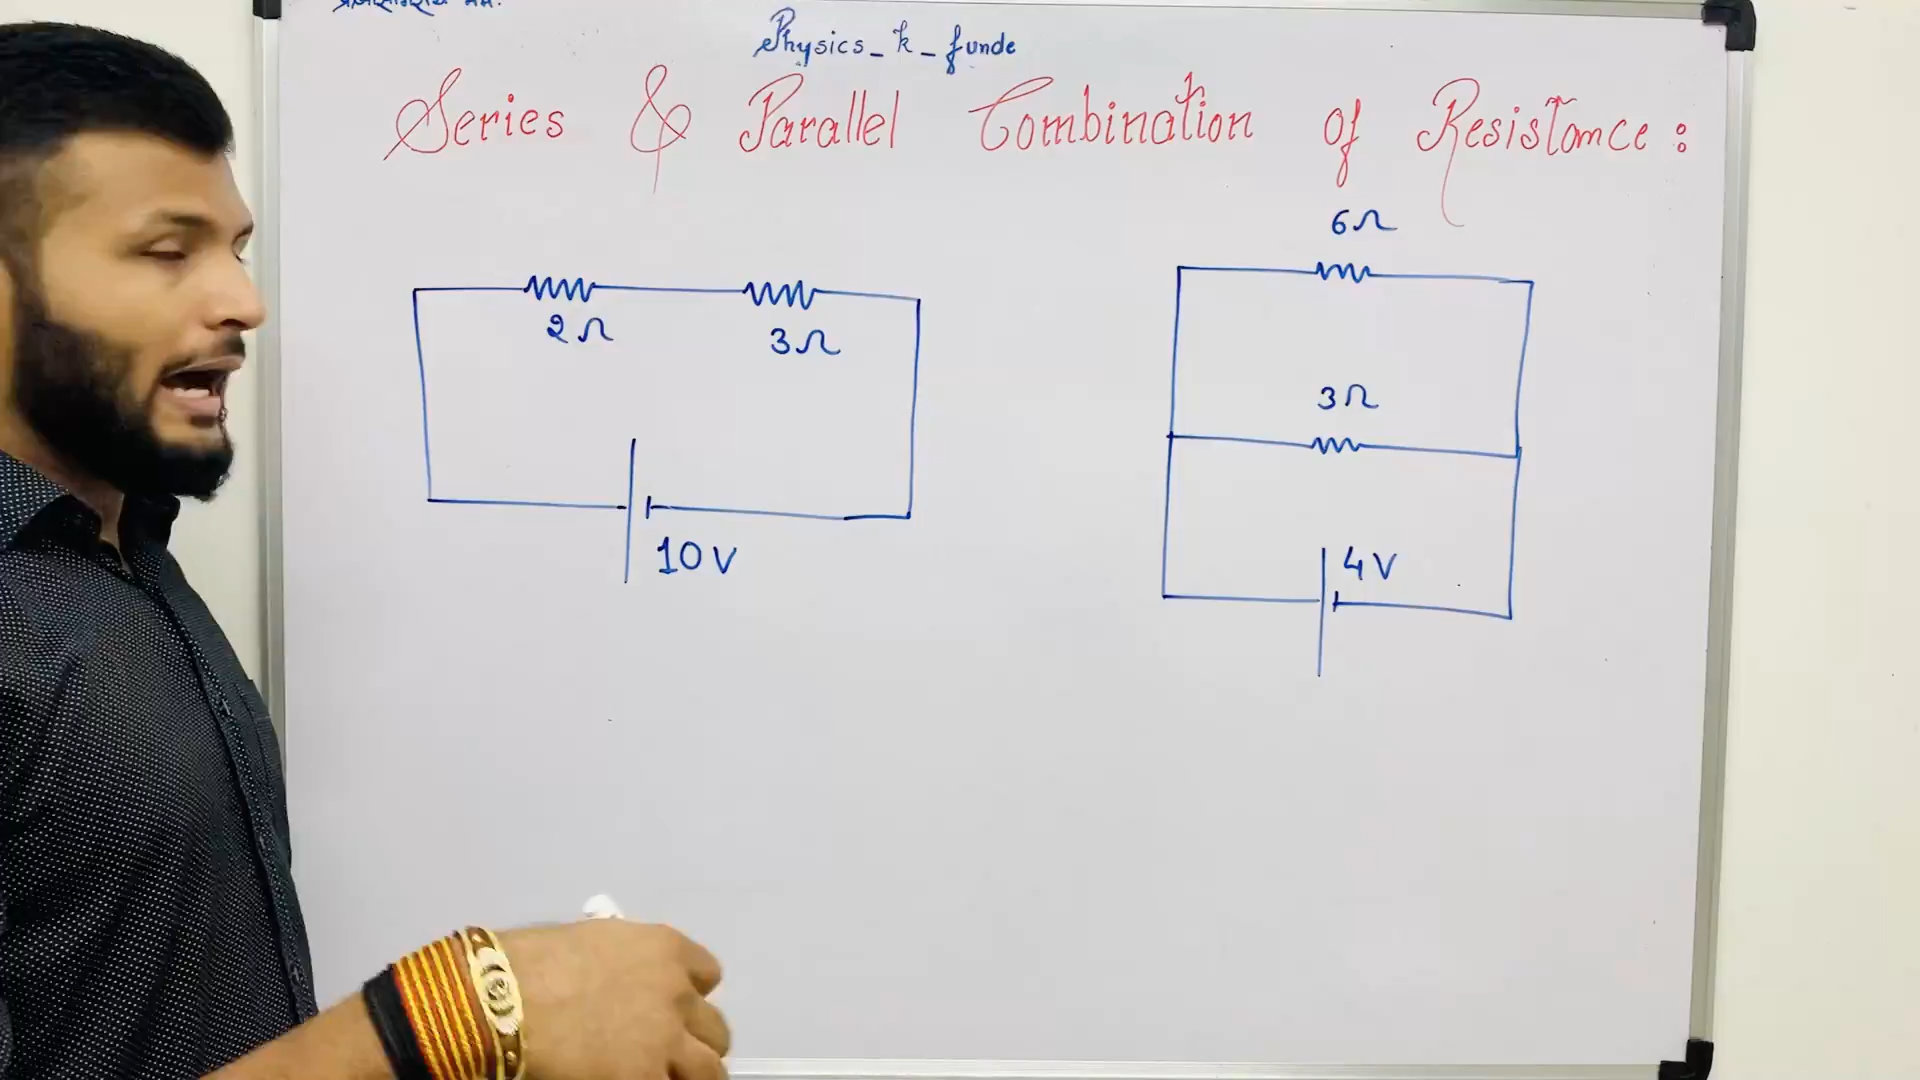 Physics_k_funde
Series & Parallel Combination of Resistance:
6Ω
2Ω
3Ω
3Ω
10V
4V